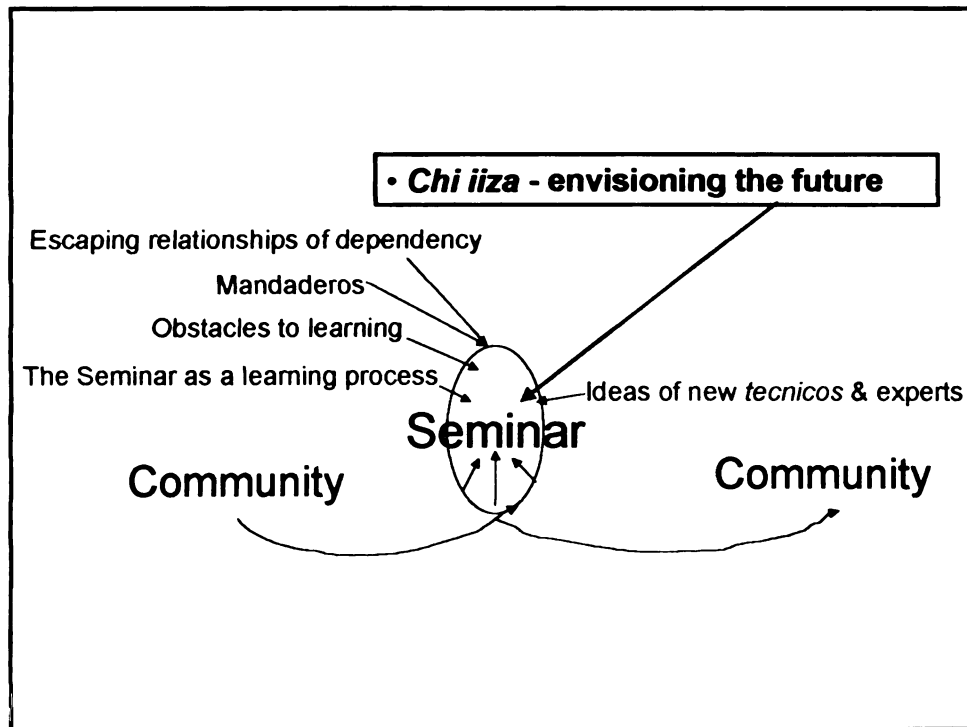 • Chi iiza - envisioning the future
Escaping relationships of dependency
Mandaderos
Obstacles to learning
The Seminar as a learning process
Ideas of new tecnicos & experts
Seminar
Community
Community